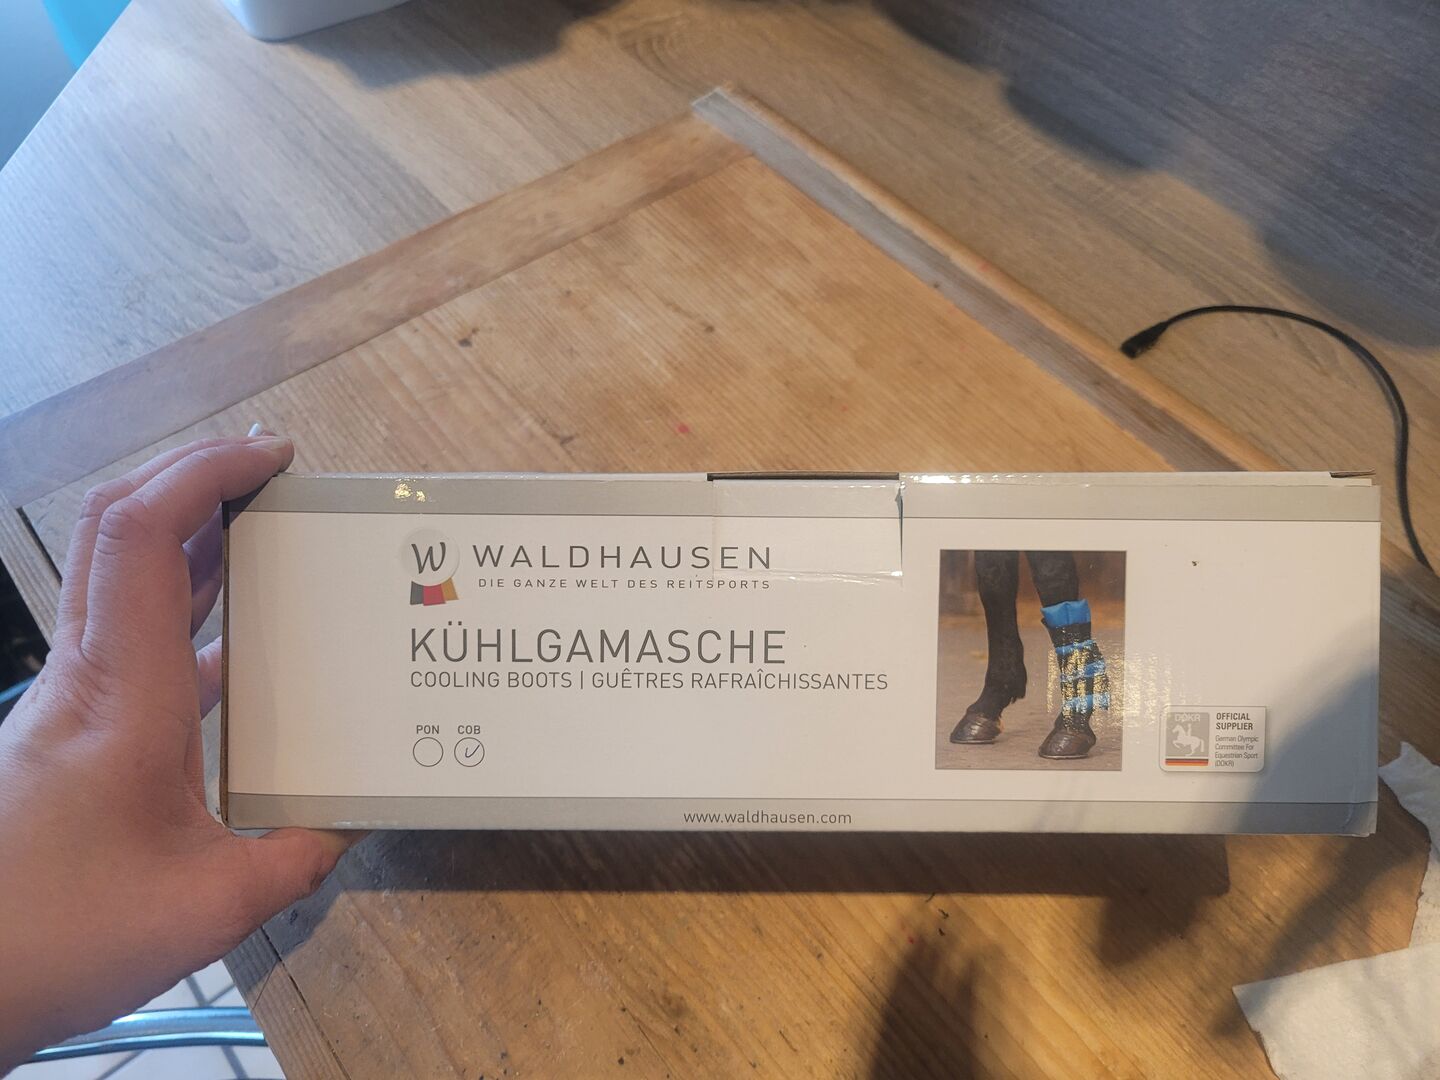 W WALDHAUSEN
DIE GANZE WELT DES REITSPORTS
KÜHLGAMASCHE
COOLING BOOTS | GUÊTRES RAFRAÎCHISSANTES
PON COB
DOKR
OFFICIAL
SUPPLIER
German Olympic
Committee For
Equestrian Sport
(DOKR)
www.waldhausen.com